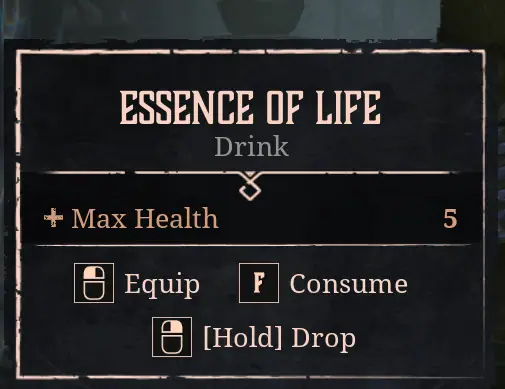 ESSENCE OF LIFE
Drink
+ Max Health 5
Equip F Consume
[Hold] Drop